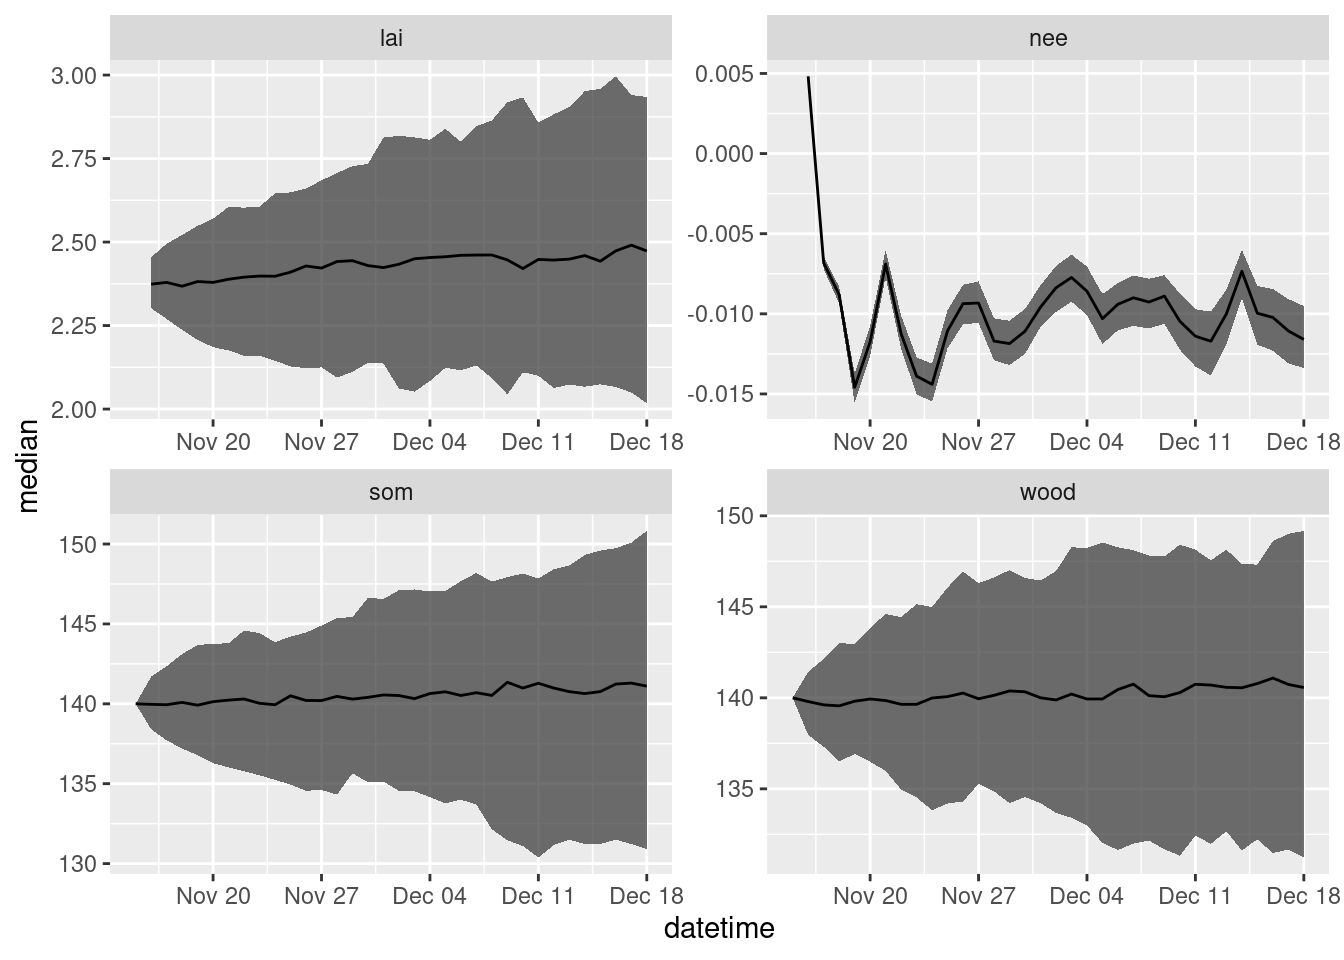 lai
3.00
2.75
2.50
2.25
2.00
Nov 20 Nov 27 Dec 04 Dec 11 Dec 18
nee
0.005
0.000
-0.005
-0.010
-0.015
Nov 20 Nov 27 Dec 04 Dec 11 Dec 18
median
som
150
145
140
135
130
Nov 20 Nov 27 Dec 04 Dec 11 Dec 18
wood
150
145
140
135
Nov 20 Nov 27 Dec 04 Dec 11 Dec 18
datetime